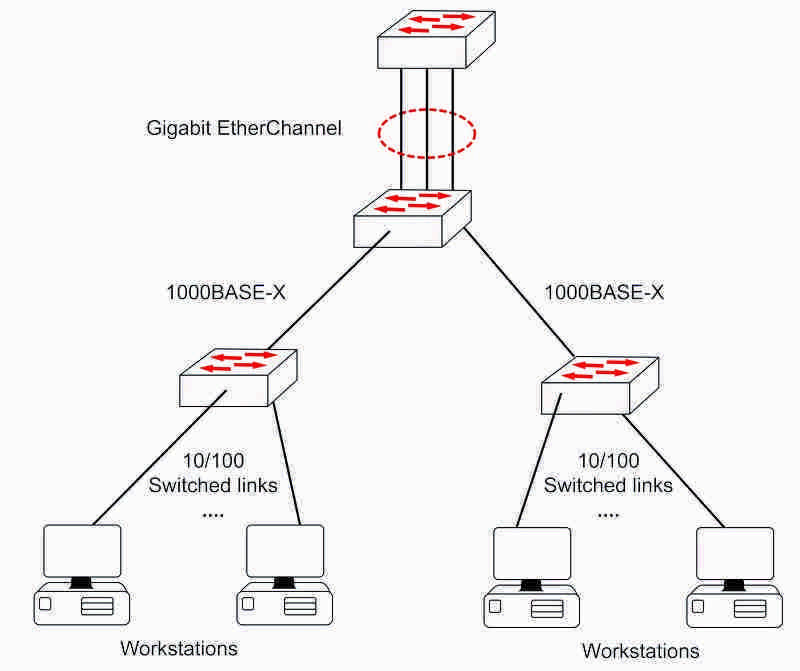 Gigabit EtherChannel
1000BASE-X
1000BASE-X
10/100
Switched links
....
10/100
Switched links
....
Workstations
Workstations